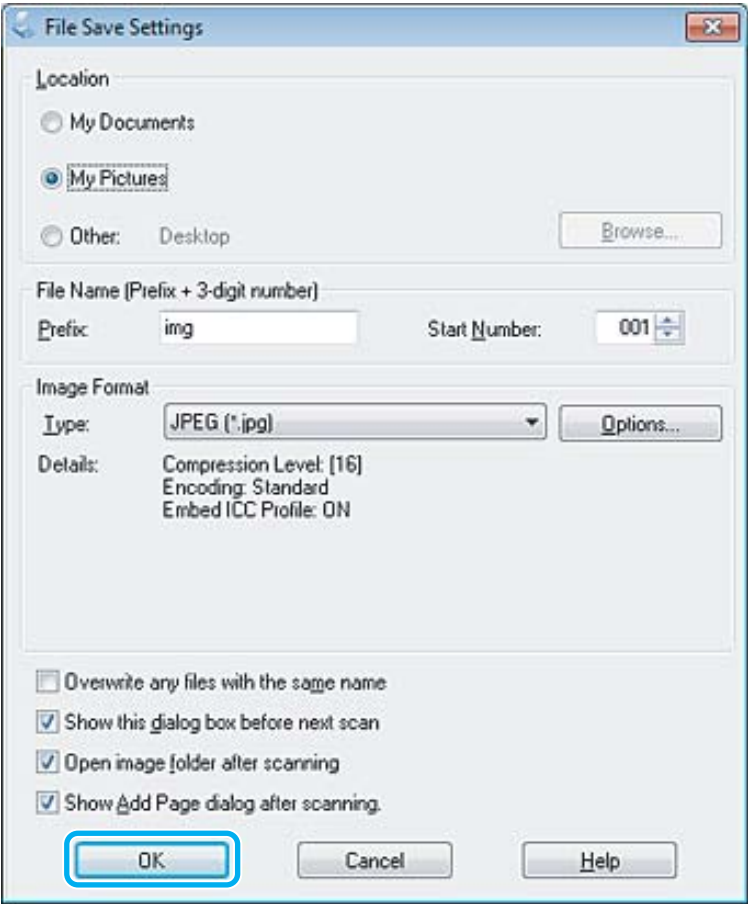 File Save Settings
Location
My Documents
My Pictures
Other: Desktop Browse...
File Name (Prefix + 3-digit number)
Prefix: img Start Number: 001
Image Format
Type: JPEG (*.jpg) Options...
Details: Compression Level: [16]
Encoding: Standard
Embed ICC Profile: ON
Overwrite any files with the same name
Show this dialog box before next scan
Open image folder after scanning
Show Add Page dialog after scanning.
OK Cancel Help